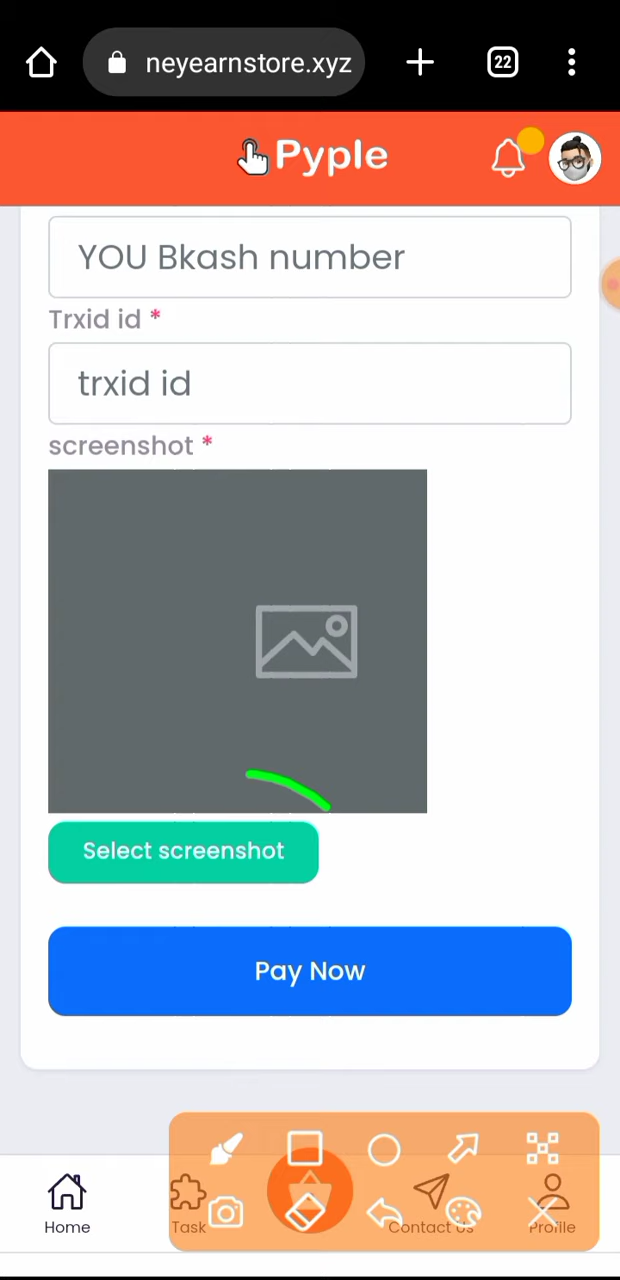 neyearnstore.xyz
22
Pyple
YOU Bkash number
Trxid id *
trxid id
screenshot *
Select screenshot
Pay Now
Home
Task
Contact Us
Profile